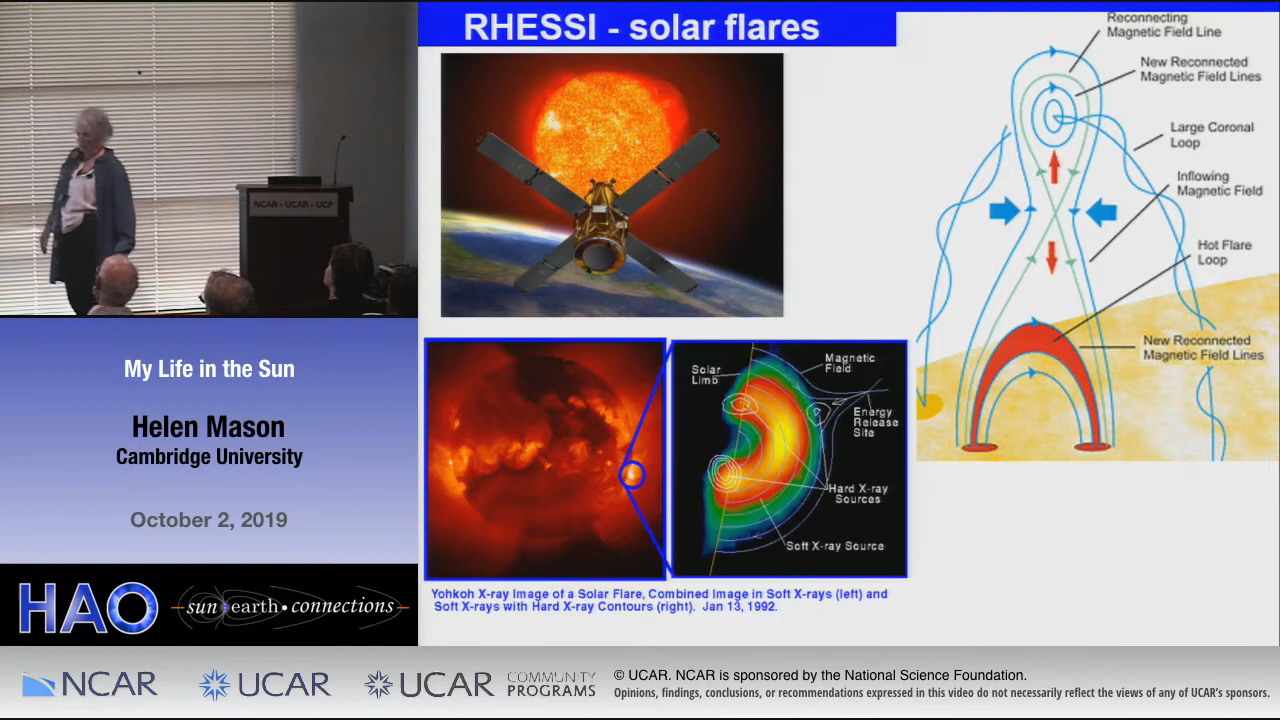 RHESSI - solar flares
NCAR • UCAR • UCP
Reconnecting
Magnetic Field Line
New Reconnected
Magnetic Field Lines
Large Coronal
Loop
Inflowing
Magnetic Field
Hot Flare
Loop
New Reconnected
Magnetic Field Lines
Solar
Limb
Magnetic
Field
Energy
Release
Site
Hard X-ray
Sources
Soft X-ray Source
Yohkoh X-ray Image of a Solar Flare, Combined Image in Soft X-rays (left) and
Soft X-rays with Hard X-ray Contours (right). Jan 13, 1992.
My Life in the Sun
Helen Mason
Cambridge University
October 2, 2019
HAO
sun • earth • connections
NCAR
UCAR
UCAR
COMMUNITY
PROGRAMS
© UCAR. NCAR is sponsored by the National Science Foundation.
Opinions, findings, conclusions, or recommendations expressed in this video do not necessarily reflect the views of any of UCAR's sponsors.